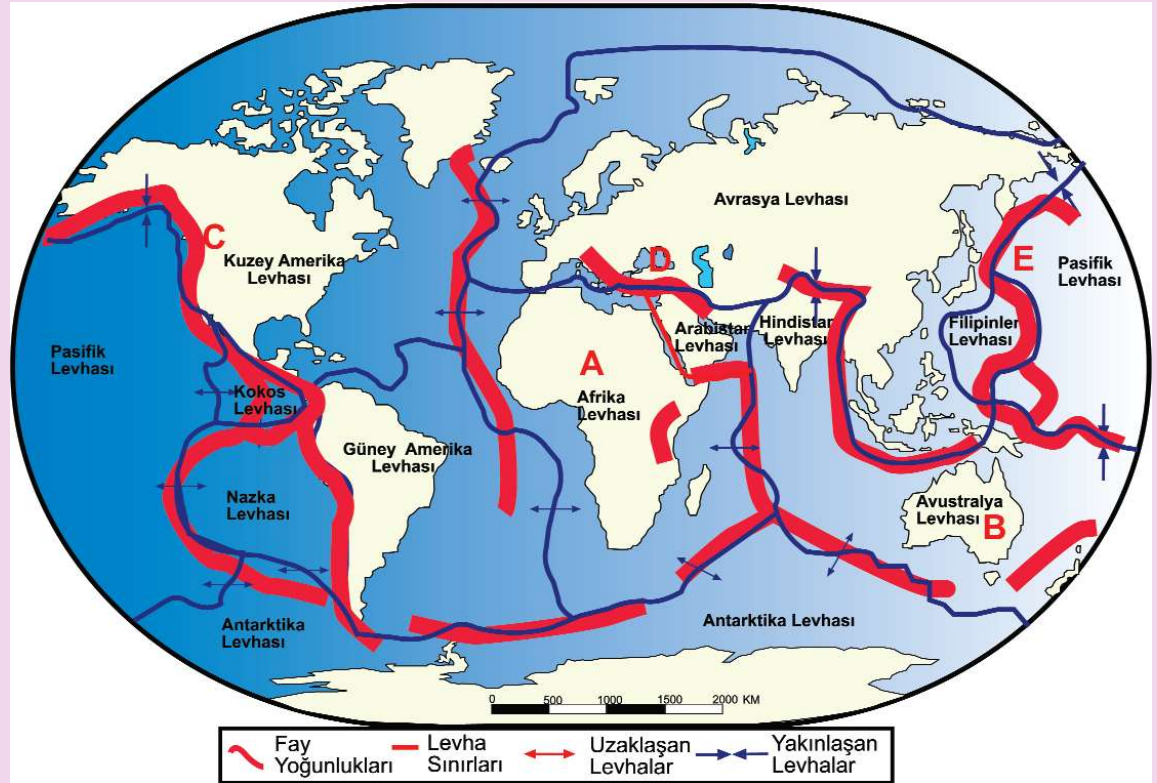 Avrasya Levhası
C
Kuzey Amerika
Levhası
D
E
Pasifik
Levhası
Pasifik
Levhası
Arabistan
Levhası
Hindistan
Levhası
Filipinler
Levhası
A
Afrika
Levhası
Kokos
Levhası
Güney Amerika
Levhası
Nazka
Levhası
Avustralya
Levhası
B
Antarktika
Levhası
Antarktika Levhası
0 500 1000 1500 2000 KM
Fay
Yoğunlukları
Levha
Sınırları
Uzaklaşan
Levhalar
Yakınlaşan
Levhalar